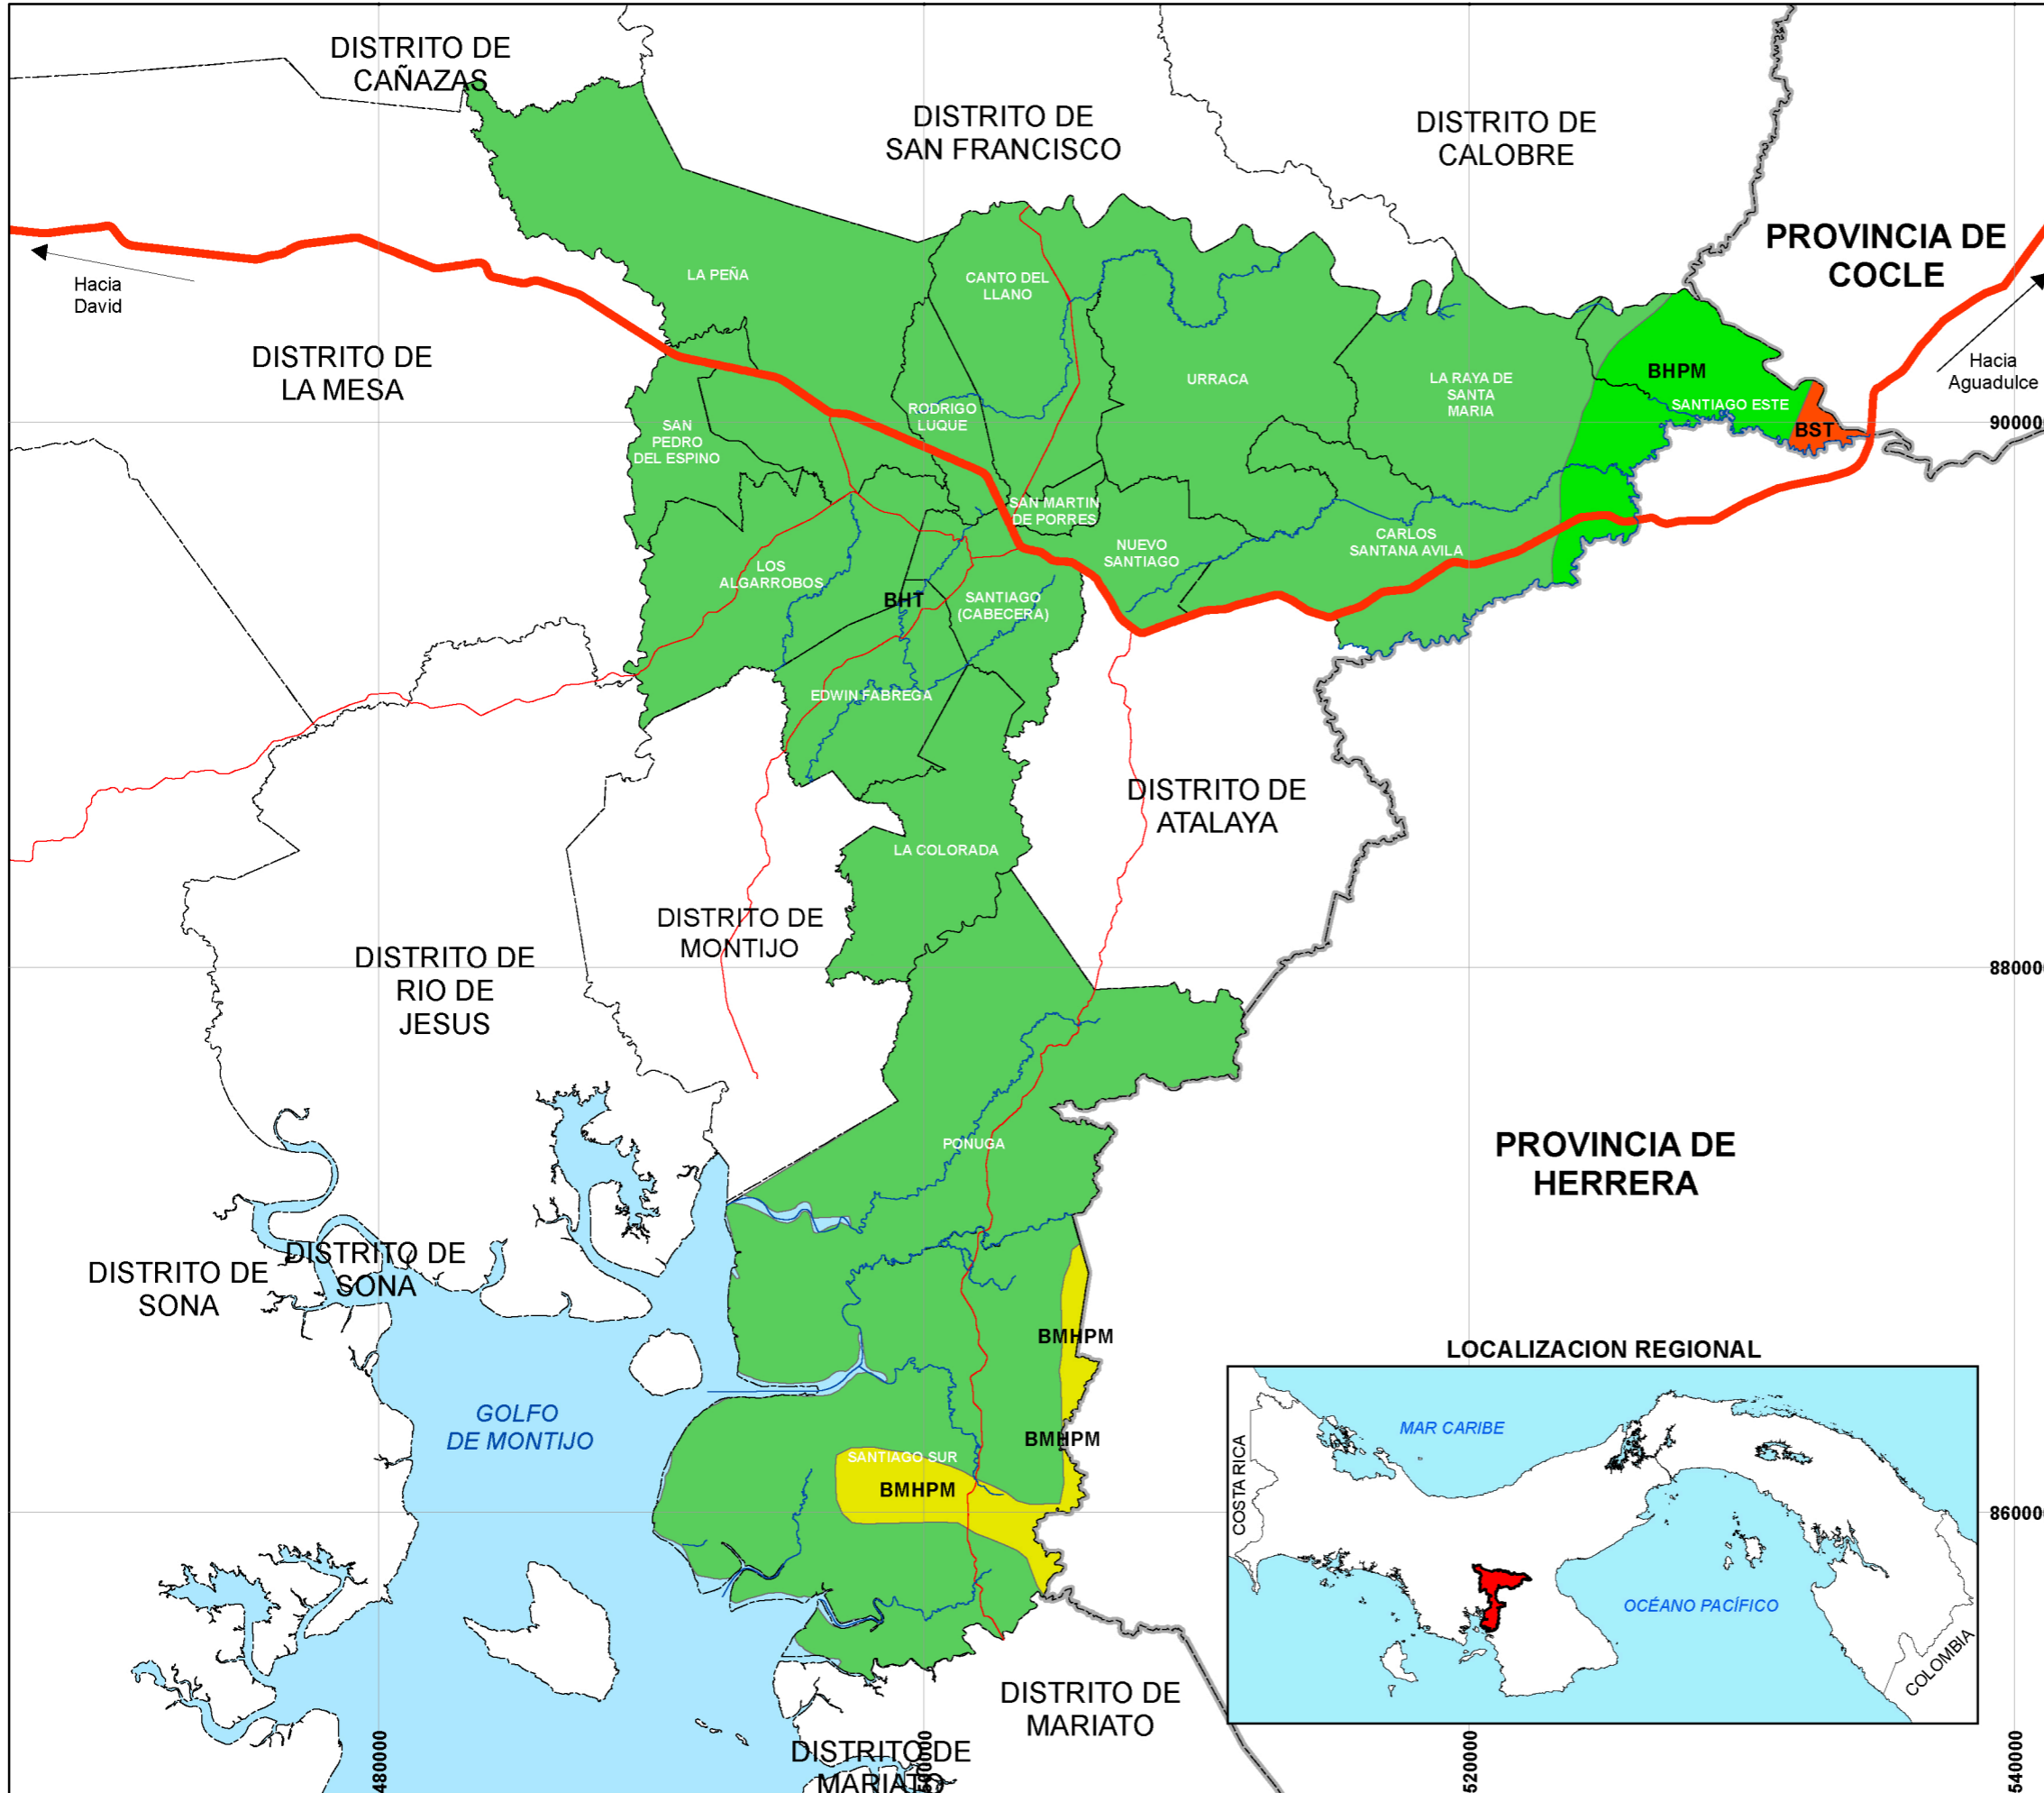 DISTRITO DE
CAÑAZAS
DISTRITO DE
SAN FRANCISCO
DISTRITO DE
CALOBRE
PROVINCIA DE
COCLE
Hacia
David
LA PEÑA
CANTO DEL
LLANO
Hacia
Aguadulce
DISTRITO DE
LA MESA
URRACA
LA RAYA DE
SANTA
MARIA
BHPM
SANTIAGO ESTE
BST
RODRIGO
LUQUE
SAN
PEDRO
DEL ESPINO
90000
SAN MARTIN
DE PORRES
NUEVO
SANTIAGO
CARLOS
SANTANA AVILA
LOS
ALGARROBOS
BHT
SANTIAGO
(CABECERA)
EDWIN FABREGA
DISTRITO DE
ATALAYA
LA COLORADA
DISTRITO DE
MONTIJO
DISTRITO DE
RIO DE
JESUS
88000
PONUGA
PROVINCIA DE
HERRERA
DISTRITO DE
SONA
DISTRITO DE
SONA
BMHPM
GOLFO
DE MONTIJO
BMHPM
SANTIAGO SUR
BMHPM
86000
LOCALIZACION REGIONAL
MAR CARIBE
COSTA RICA
OCÉANO PACÍFICO
COLOMBIA
DISTRITO DE
MARIATO
DISTRITO DE
MARIATO
480000
500000
520000
540000